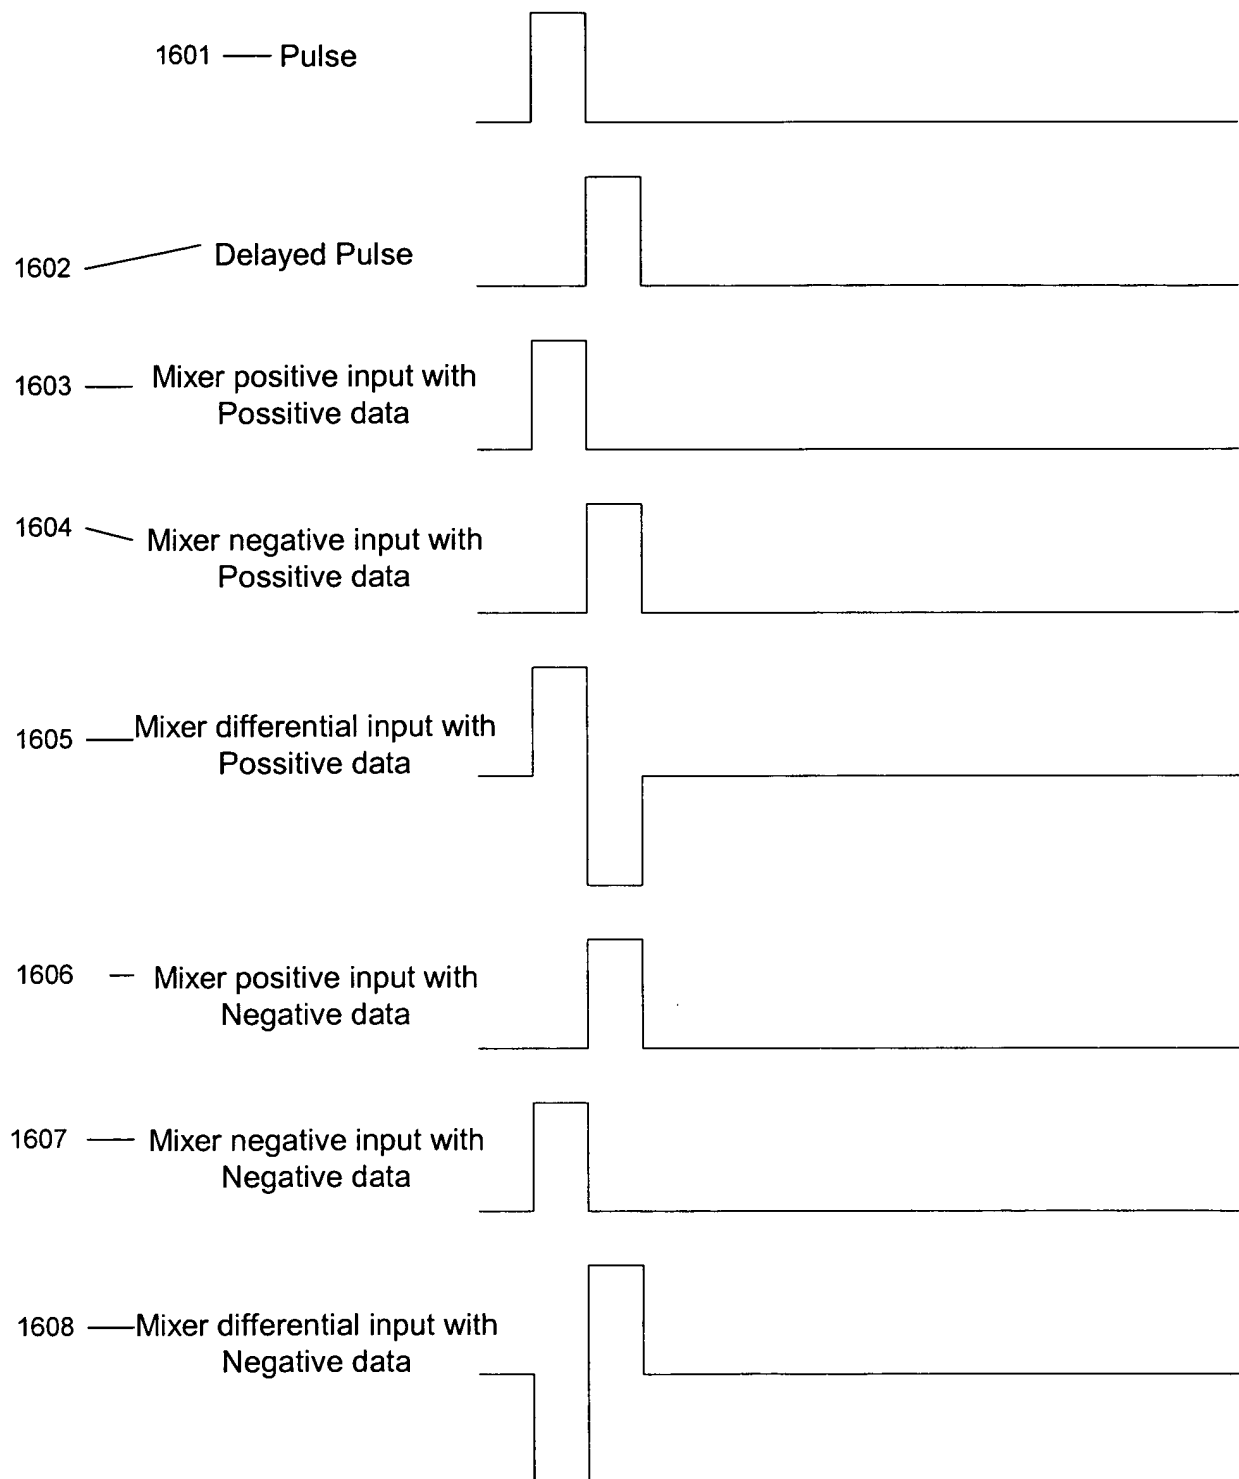 1601 Pulse
1602 Delayed Pulse
1603 Mixer positive input with
Possitive data
1604 Mixer negative input with
Possitive data
1605 Mixer differential input with
Possitive data
1606 Mixer positive input with
Negative data
1607 Mixer negative input with
Negative data
1608 Mixer differential input with
Negative data